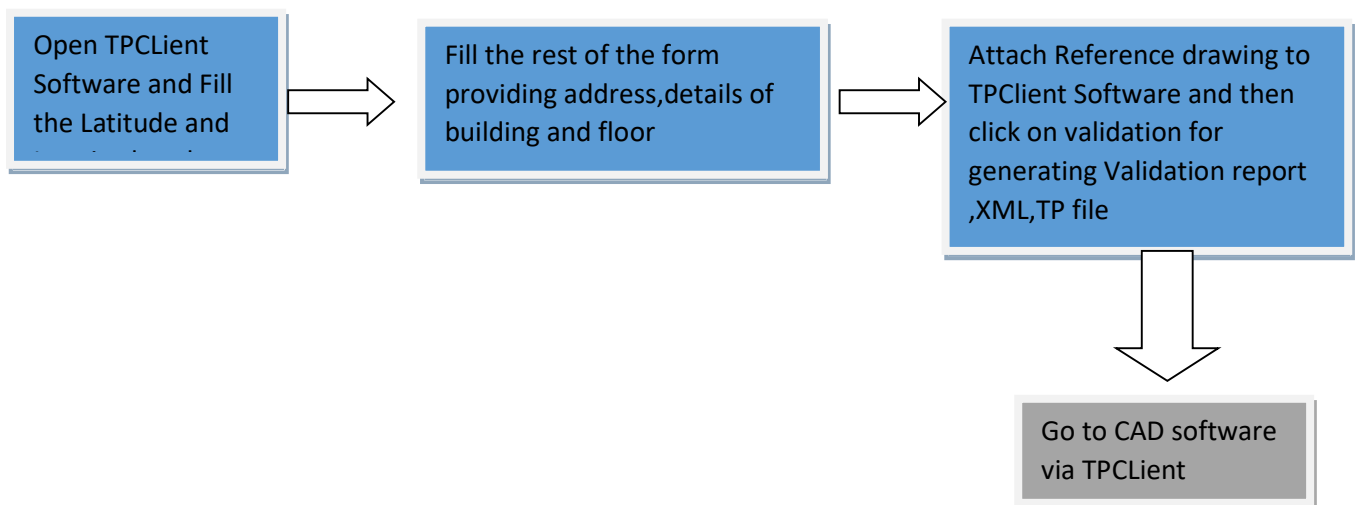 Open TPCLient
Software and Fill
the Latitude and
Fill the rest of the form
providing address,details of
building and floor
Attach Reference drawing to
TPClient Software and then
click on validation for
generating Validation report
,XML,TP file
Go to CAD software
via TPCLient